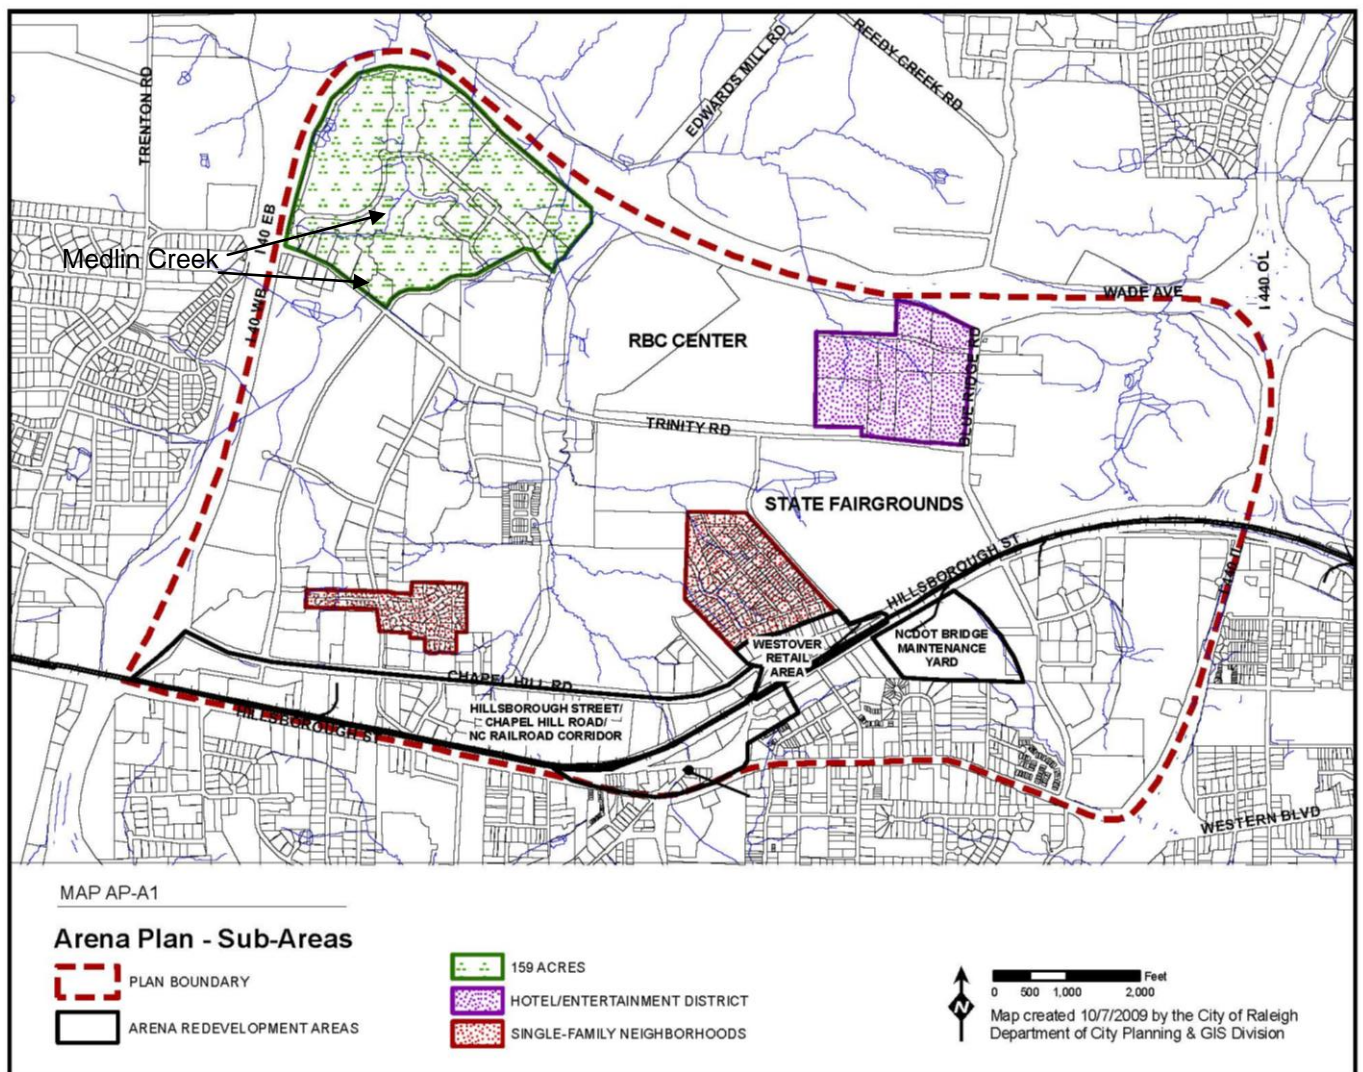 TRENTON RD
EDWARDS MILL RD
REEDY CREEK RD
I 40 EB
Medlin Creek
I 40 WB
I 440 OL
WADE AVE
RBC CENTER
BLUE RIDGE RD
TRINITY RD
STATE FAIRGROUNDS
HILLSBOROUGH ST
NCDOT BRIDGE
MAINTENANCE
YARD
WESTOVER
RETAIL
AREA
CHAPEL HILL RD
HILLSBOROUGH STREET/
CHAPEL HILL ROAD/
NC RAILROAD CORRIDOR
HILLSBOROUGH ST
WESTERN BLVD
MAP AP-A1
Arena Plan - Sub-Areas
PLAN BOUNDARY
ARENA REDEVELOPMENT AREAS
159 ACRES
HOTEL/ENTERTAINMENT DISTRICT
SINGLE-FAMILY NEIGHBORHOODS
N
Feet
0 500 1,000 2,000
Map created 10/7/2009 by the City of Raleigh
Department of City Planning & GIS Division